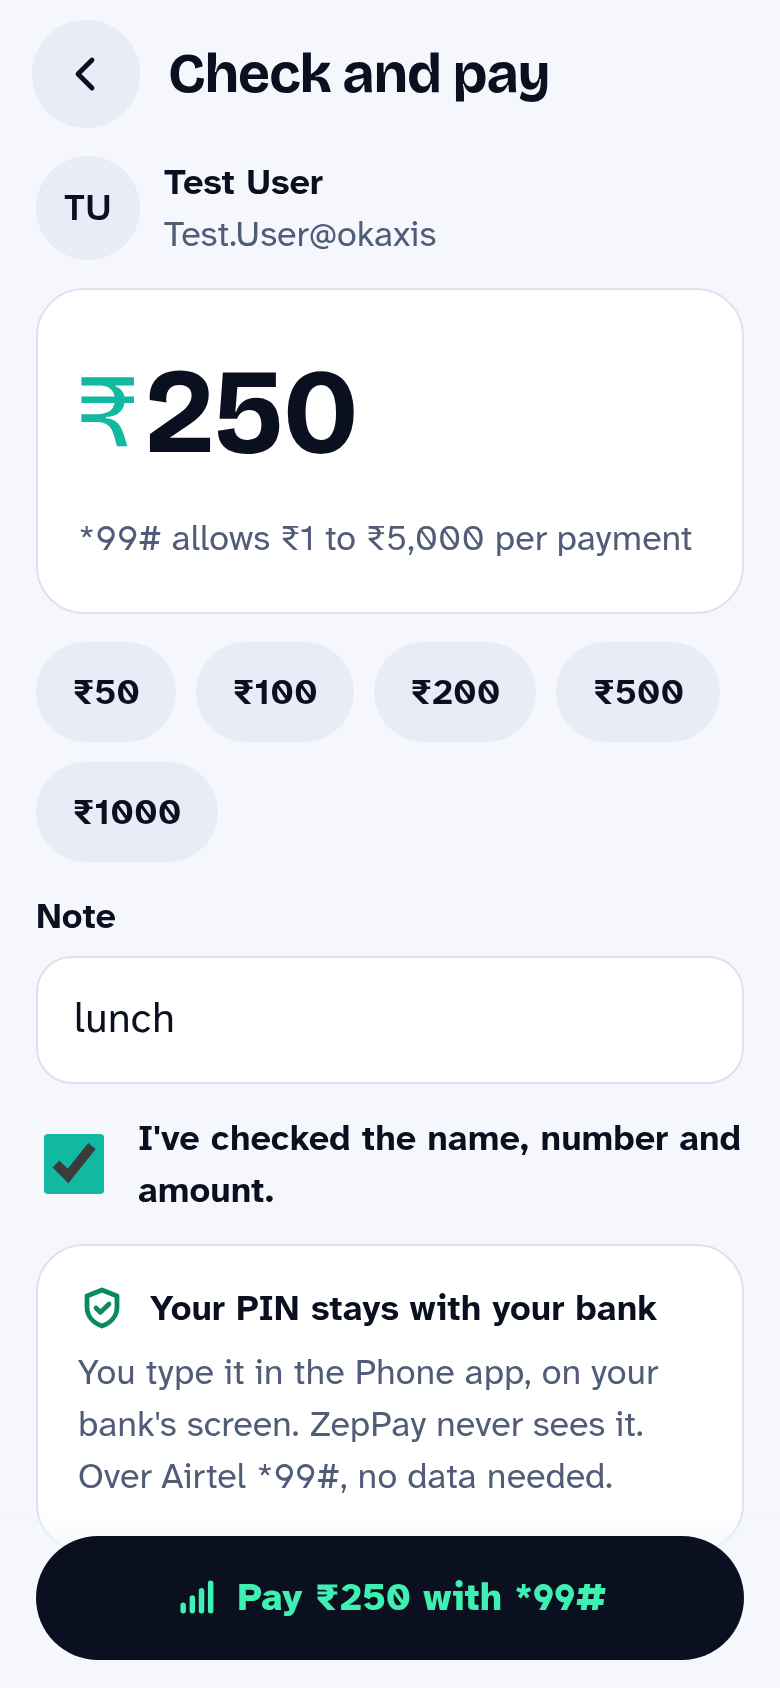 Check and pay
TU
Test User
Test.User@okaxis
₹250
*99# allows ₹1 to ₹5,000 per payment
₹50 ₹100 ₹200 ₹500
₹1000
Note
lunch
I've checked the name, number and
amount.
Your PIN stays with your bank
You type it in the Phone app, on your
bank's screen. ZepPay never sees it.
Over Airtel *99#, no data needed.
Pay ₹250 with *99#